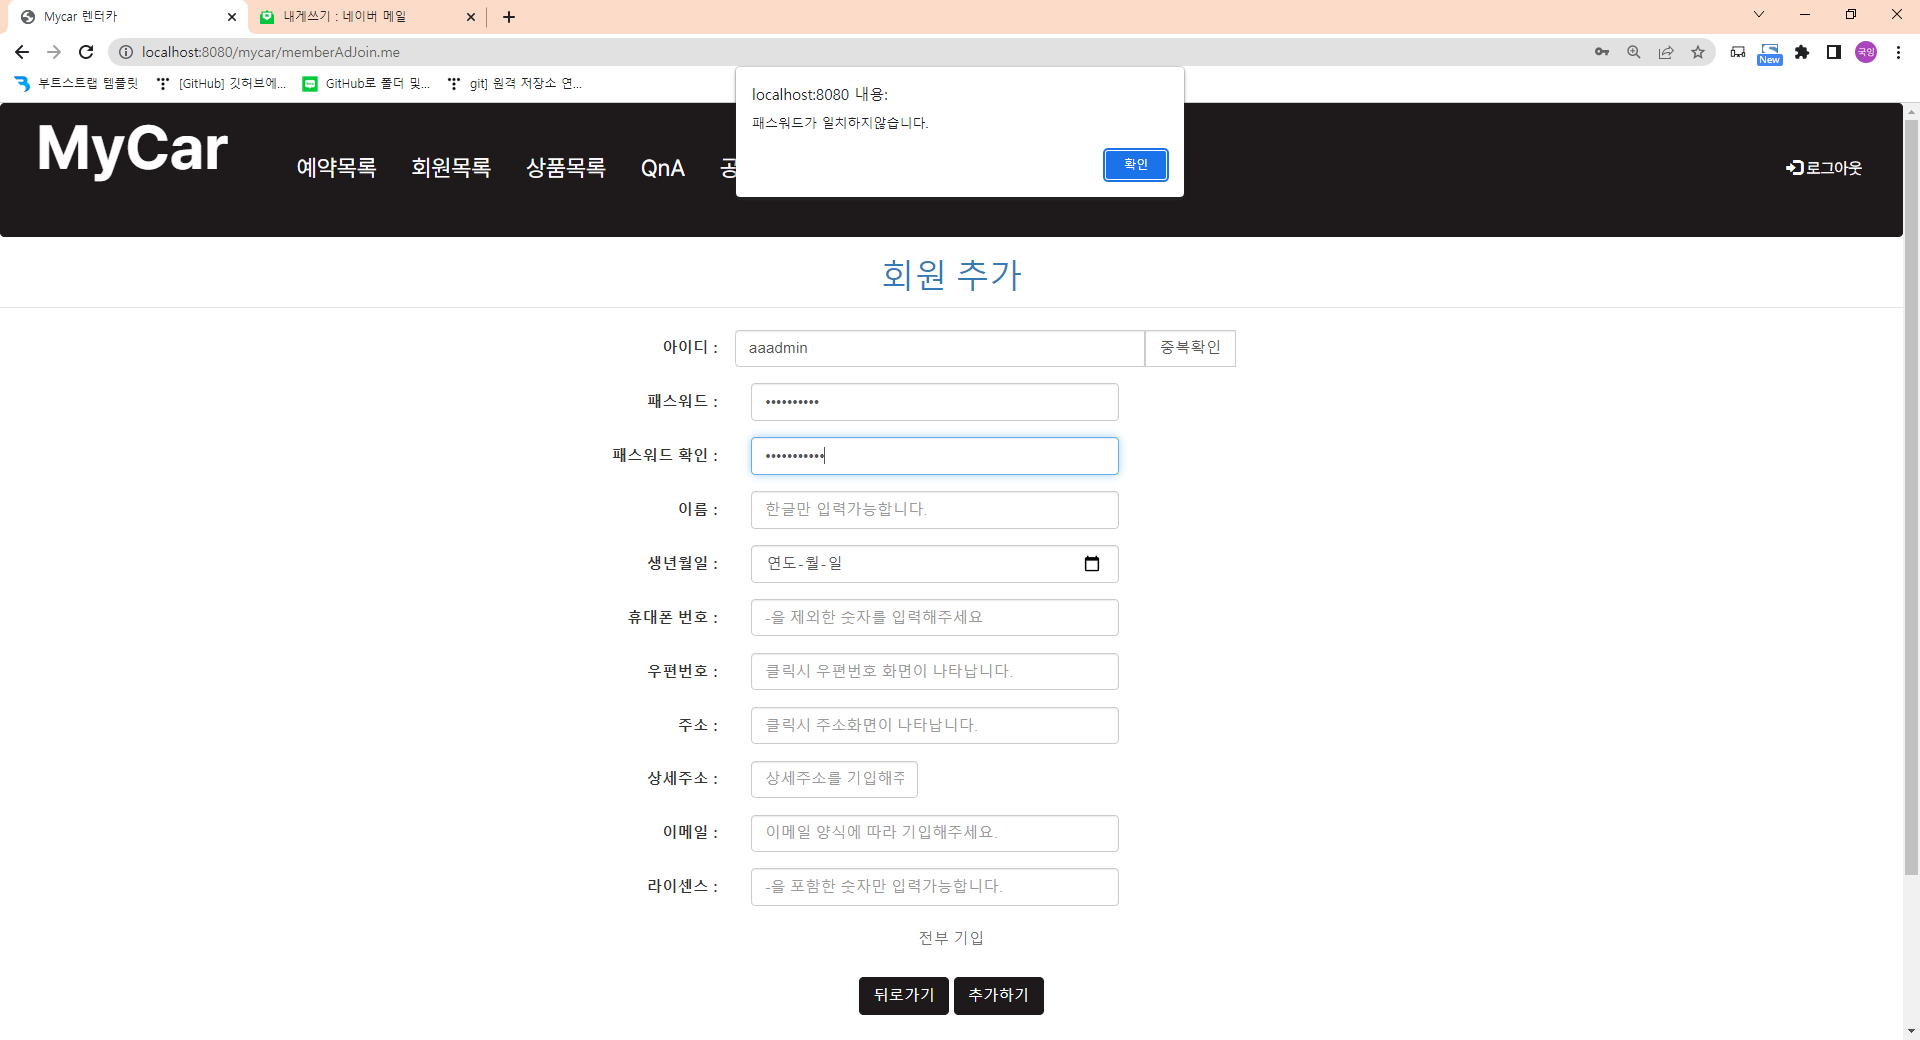 Mycar 렌터카
내게쓰기 : 네이버 메일
localhost:8080/mycar/memberAdJoin.me
New
국잉
부트스트랩 템플릿
[GitHub] 깃허브에...
GitHub로 폴더 및...
git] 원격 저장소 연...
localhost:8080 내용:
패스워드가 일치하지않습니다.
확인
MyCar
예약목록
회원목록
상품목록
QnA
공
로그아웃
회원 추가
아이디 :
aaadmin
중복확인
패스워드 :
패스워드 확인 :
이름 :
한글만 입력가능합니다.
생년월일 :
연도-월-일
휴대폰 번호 :
-을 제외한 숫자를 입력해주세요
우편번호 :
클릭시 우편번호 화면이 나타납니다.
주소 :
클릭시 주소화면이 나타납니다.
상세주소 :
상세주소를 기입해주
이메일 :
이메일 양식에 따라 기입해주세요.
라이센스 :
-을 포함한 숫자만 입력가능합니다.
전부 기입
뒤로가기
추가하기